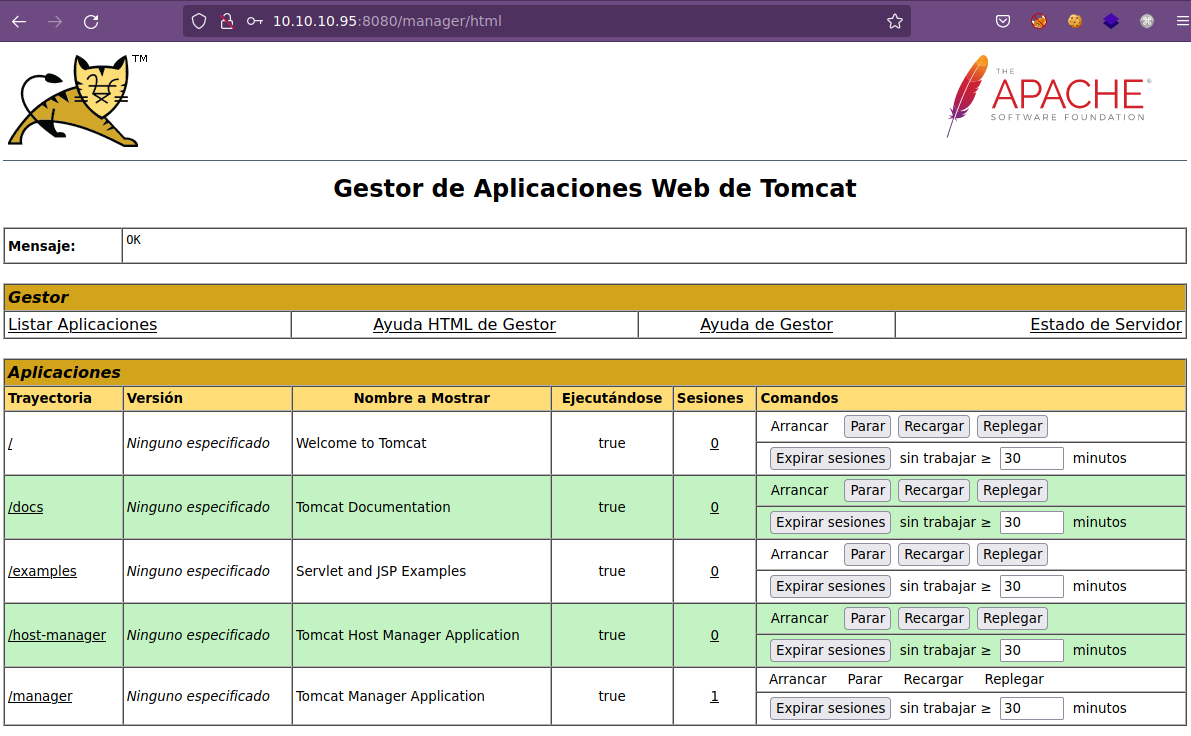 10.10.10.95:8080/manager/html
TM
THE
APACHE®
SOFTWARE FOUNDATION
Gestor de Aplicaciones Web de Tomcat
Mensaje: OK
Gestor
Listar Aplicaciones Ayuda HTML de Gestor Ayuda de Gestor Estado de Servidor
Aplicaciones
Trayectoria Versión Nombre a Mostrar Ejecutándose Sesiones Comandos
/ Ninguno especificado Welcome to Tomcat true 0 Arrancar Parar Recargar Replegar
Expirar sesiones sin trabajar ≥ 30 minutos
/docs Ninguno especificado Tomcat Documentation true 0 Arrancar Parar Recargar Replegar
Expirar sesiones sin trabajar ≥ 30 minutos
/examples Ninguno especificado Servlet and JSP Examples true 0 Arrancar Parar Recargar Replegar
Expirar sesiones sin trabajar ≥ 30 minutos
/host-manager Ninguno especificado Tomcat Host Manager Application true 0 Arrancar Parar Recargar Replegar
Expirar sesiones sin trabajar ≥ 30 minutos
/manager Ninguno especificado Tomcat Manager Application true 1 Arrancar Parar Recargar Replegar
Expirar sesiones sin trabajar ≥ 30 minutos